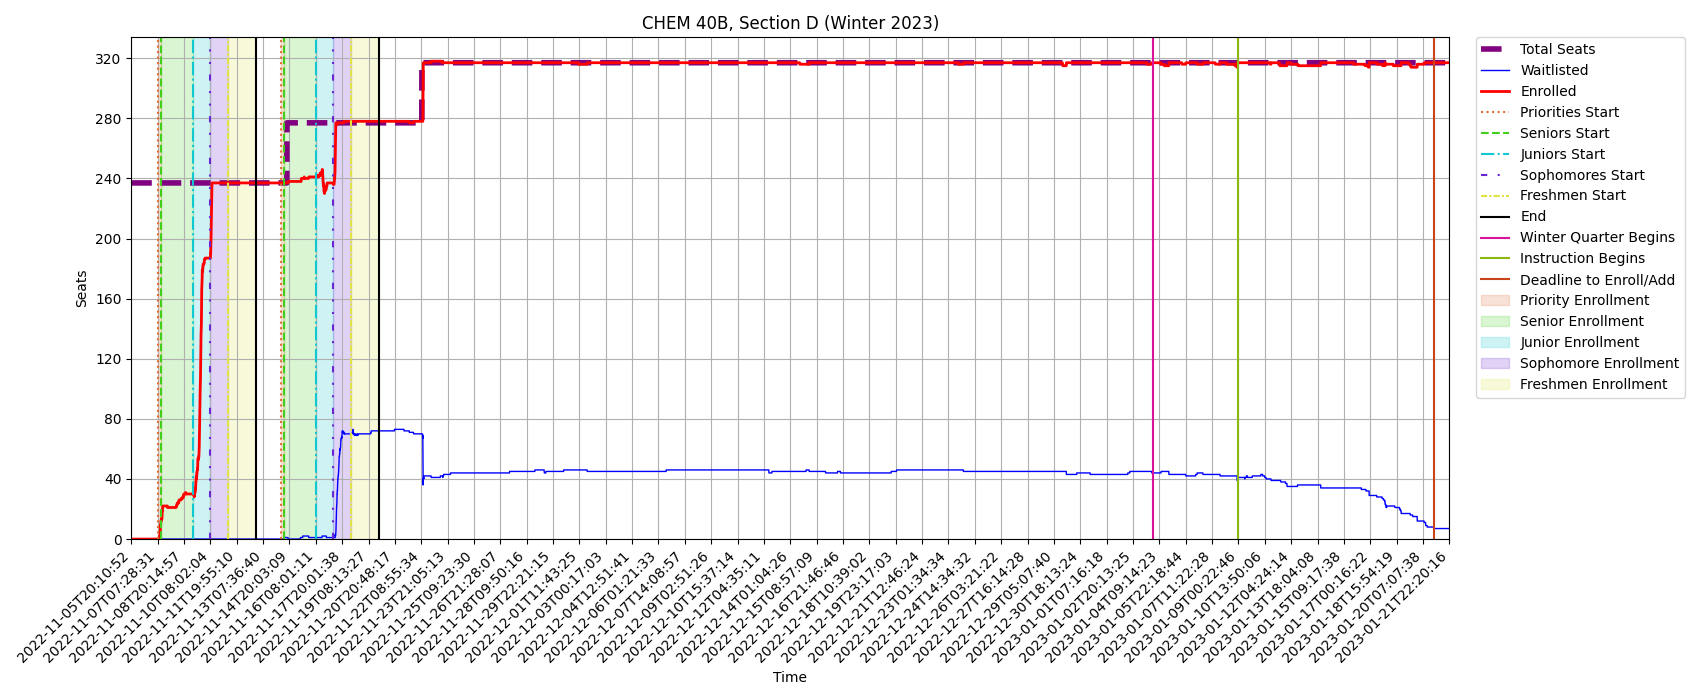 CHEM 40B, Section D (Winter 2023)
320
280
240
200
160
120
80
40
0
Seats
2022-11-05T20:10:52
2022-11-07T07:28:31
2022-11-08T20:14:57
2022-11-10T08:02:04
2022-11-11T19:55:10
2022-11-13T07:36:40
2022-11-14T20:03:09
2022-11-16T08:01:11
2022-11-17T20:01:38
2022-11-19T08:13:27
2022-11-20T20:48:17
2022-11-22T08:55:34
2022-11-23T21:05:13
2022-11-25T09:23:30
2022-11-26T21:28:07
2022-11-28T09:50:16
2022-11-29T22:21:15
2022-12-01T11:43:25
2022-12-03T00:17:03
2022-12-04T12:51:41
2022-12-06T01:21:33
2022-12-07T14:08:57
2022-12-09T02:51:26
2022-12-10T15:37:14
2022-12-12T04:35:11
2022-12-14T01:04:26
2022-12-15T08:57:09
2022-12-16T21:46:46
2022-12-18T10:39:02
2022-12-19T23:17:03
2022-12-21T12:46:24
2022-12-23T01:34:34
2022-12-24T14:34:32
2022-12-26T03:21:22
2022-12-27T16:14:28
2022-12-29T05:07:40
2022-12-30T18:13:24
2023-01-01T07:16:18
2023-01-02T20:13:25
2023-01-04T09:14:23
2023-01-05T22:18:44
2023-01-07T11:22:28
2023-01-09T00:22:46
2023-01-10T13:50:06
2023-01-12T04:24:14
2023-01-13T18:04:08
2023-01-15T09:17:38
2023-01-17T00:16:22
2023-01-18T15:54:19
2023-01-20T07:07:38
2023-01-21T22:20:16
Time
Total Seats
Waitlisted
Enrolled
Priorities Start
Seniors Start
Juniors Start
Sophomores Start
Freshmen Start
End
Winter Quarter Begins
Instruction Begins
Deadline to Enroll/Add
Priority Enrollment
Senior Enrollment
Junior Enrollment
Sophomore Enrollment
Freshmen Enrollment